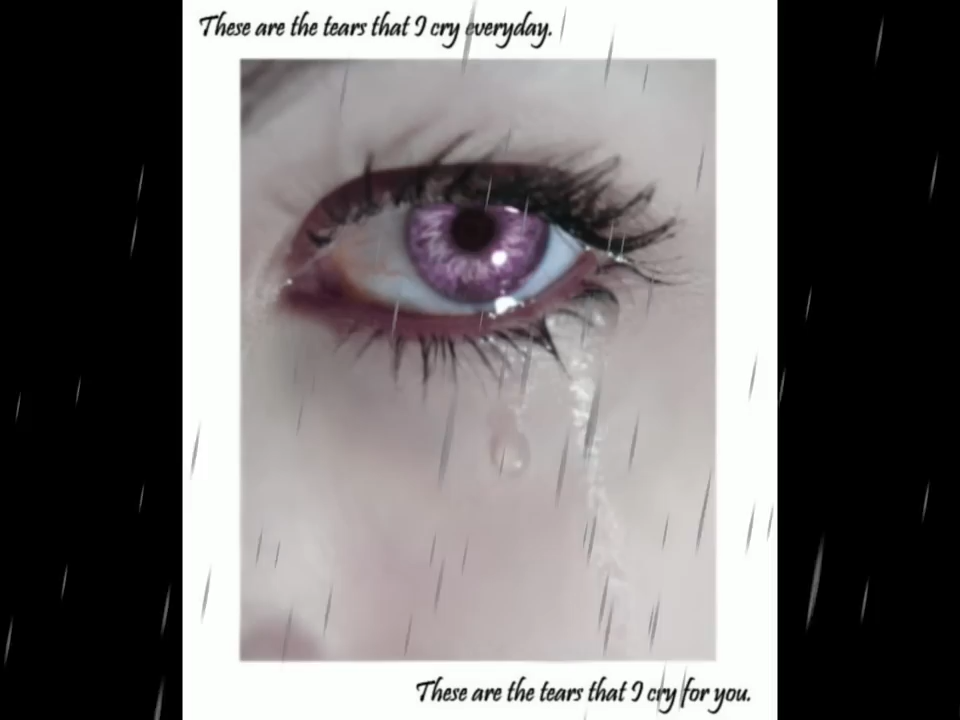 These are the tears that I cry everyday.
These are the tears that I cry for you.